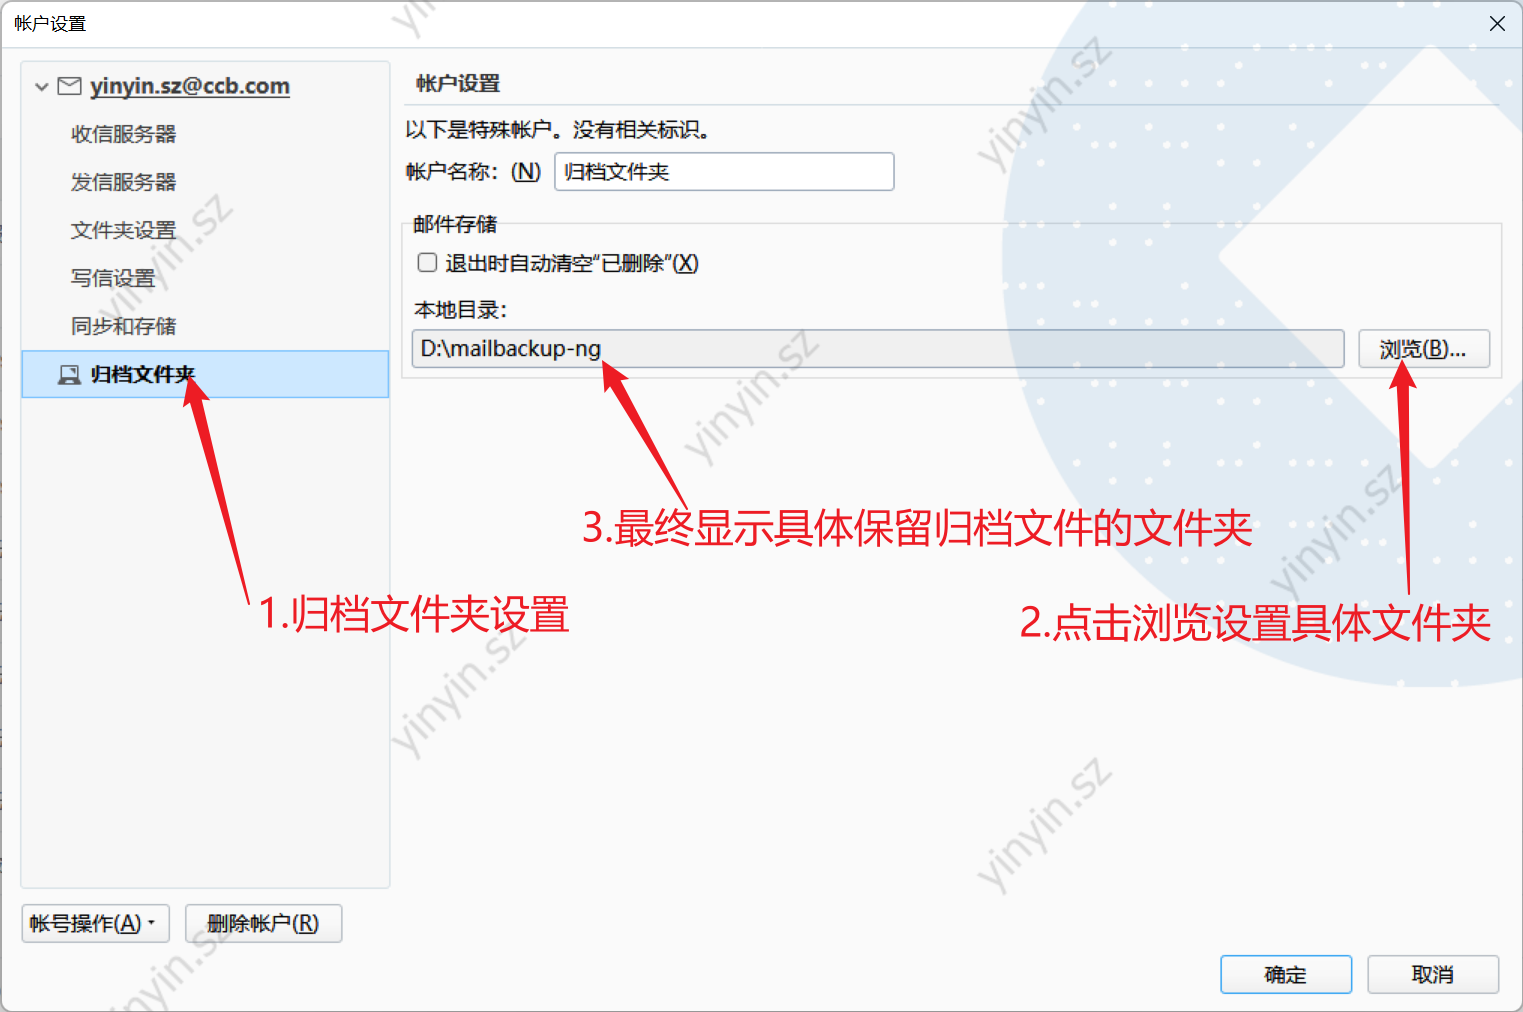 帐户设置
yinyin.sz@ccb.com
收信服务器
发信服务器
文件夹设置
写信设置
同步和存储
归档文件夹
帐户设置
以下是特殊帐户。没有相关标识。
帐户名称：(N) 归档文件夹
邮件存储
退出时自动清空“已删除”(X)
本地目录：
D:\mailbackup-ng 浏览(B)...
3.最终显示具体保留归档文件的文件夹
1.归档文件夹设置
2.点击浏览设置具体文件夹
帐号操作(A)
删除帐户(R)
确定
取消
yinyin.sz
yinyin.sz
yinyin.sz
yinyin.sz
yinyin.sz
yinyin.sz
yinyin.sz